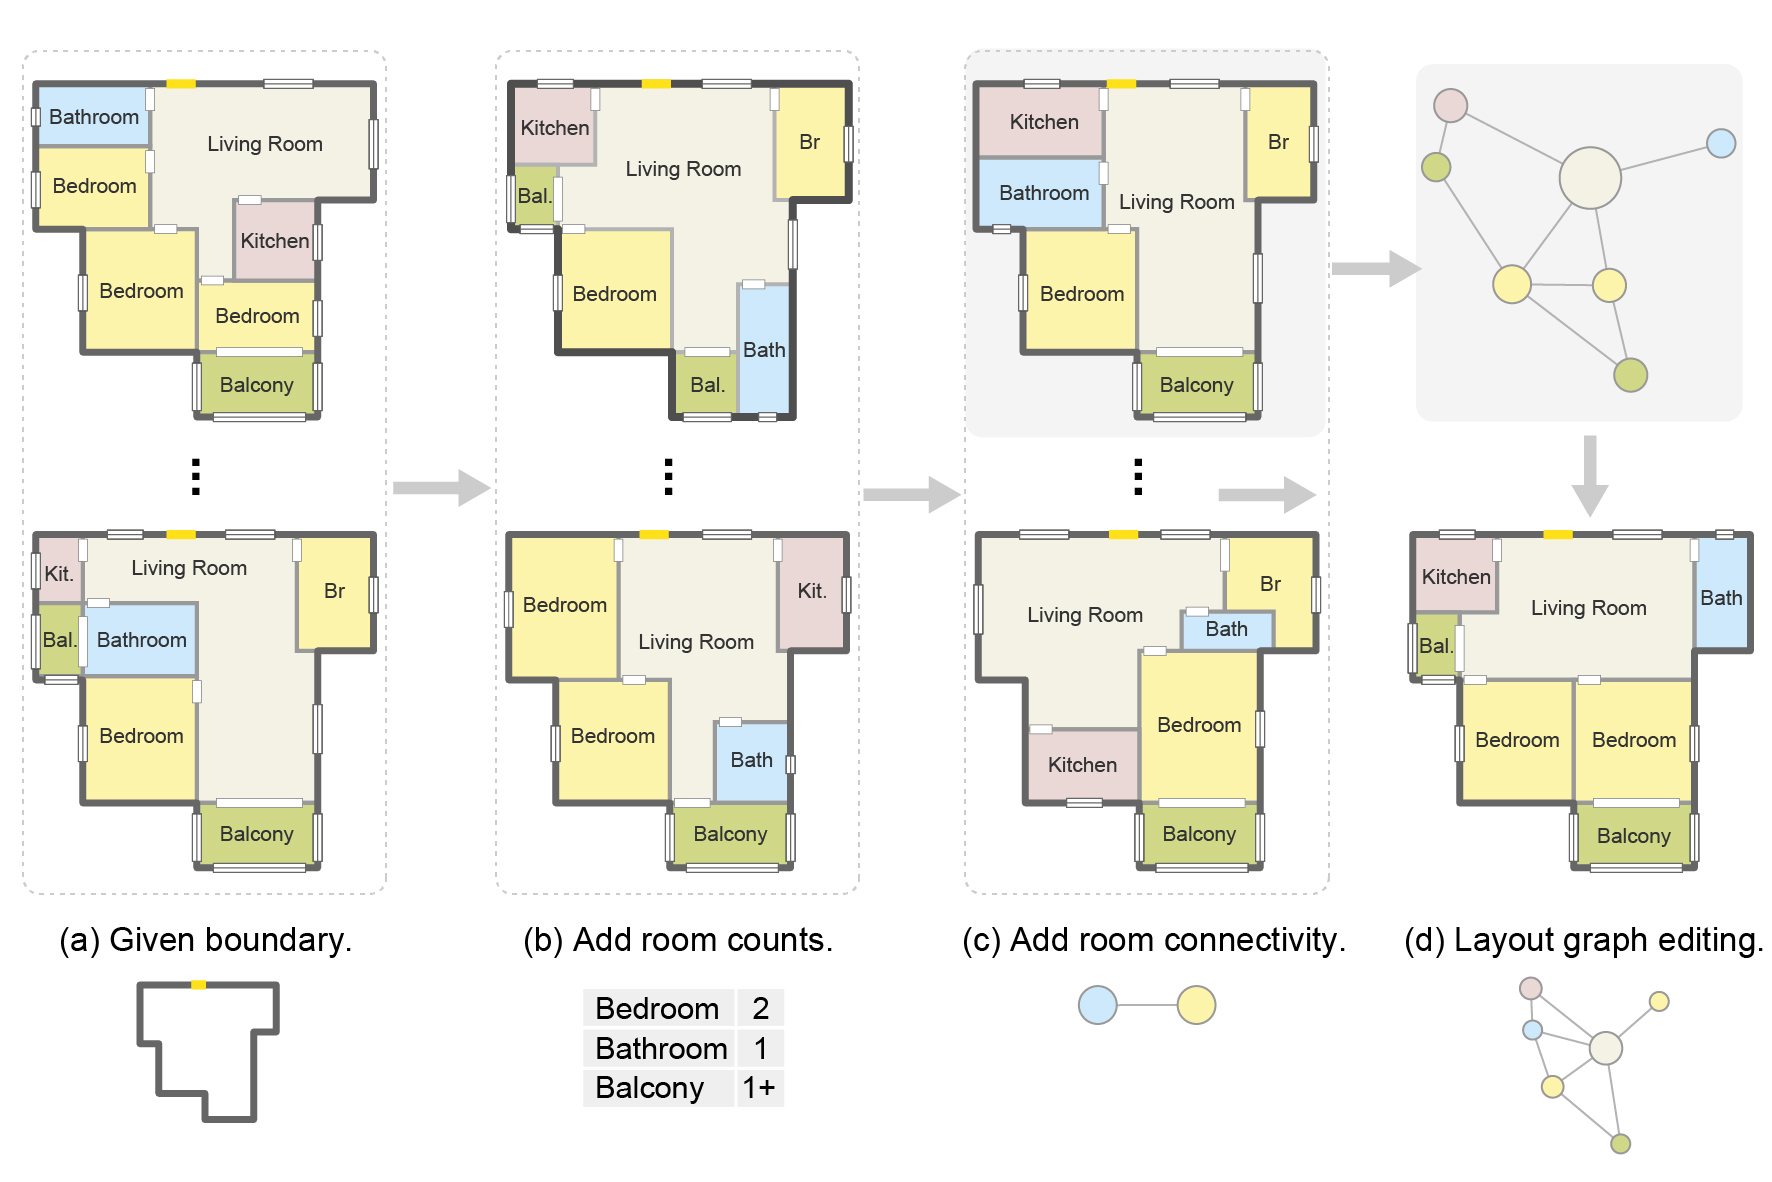 Bathroom
Living Room
Bedroom
Kitchen
Bedroom
Bedroom
Balcony
Kit.
Living Room
Br
Bal.
Bathroom
Bedroom
Balcony
(a) Given boundary.
Kitchen
Br
Living Room
Bal.
Bedroom
Bath
Bal.
Bedroom
Kit.
Living Room
Bedroom
Bath
Balcony
(b) Add room counts.
Bedroom 2
Bathroom 1
Balcony 1+
Kitchen
Br
Bathroom
Living Room
Bedroom
Balcony
Br
Living Room
Bath
Bedroom
Kitchen
Balcony
(c) Add room connectivity.
Kitchen
Bath
Living Room
Bal.
Bedroom
Bedroom
Balcony
(d) Layout graph editing.